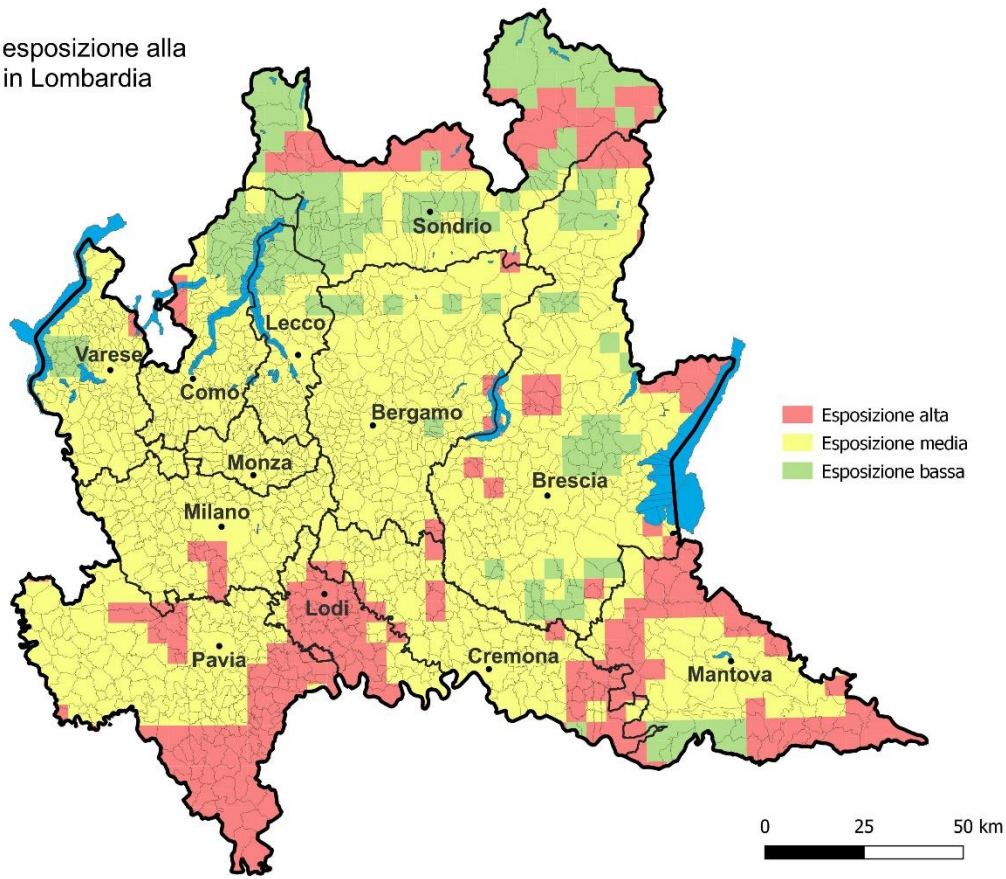 esposizione alla
in Lombardia
Sondrio
Lecco
Varese
Como
Bergamo
Monza
Brescia
Milano
Lodi
Pavia
Cremona
Mantova
Esposizione alta
Esposizione media
Esposizione bassa
0 25 50 km